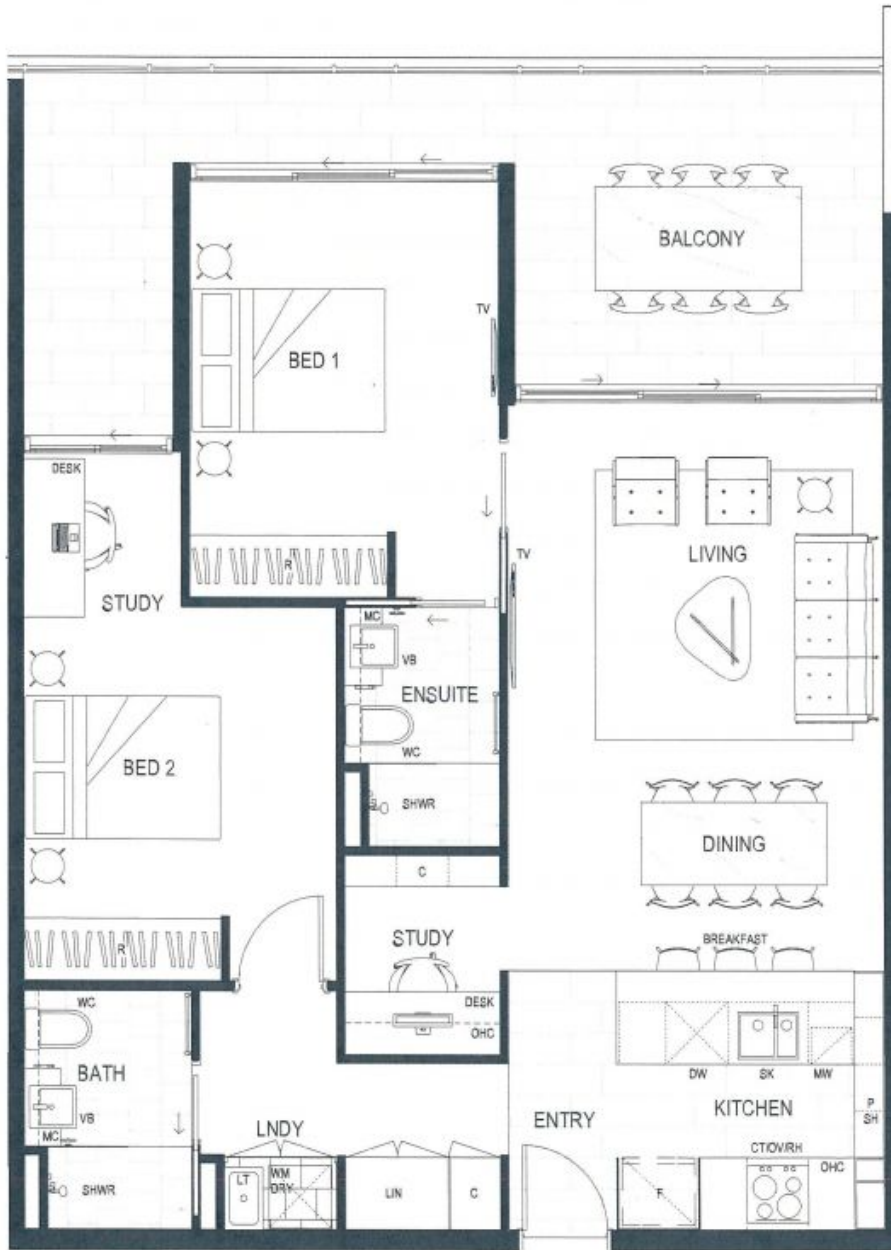 BALCONY
TV
BED 1
DESK
TV
LIVING
R
STUDY
MC
VB
ENSUITE
WC
BED 2
SHWR
DINING
C
R
STUDY
BREAKFAST
DESK
WC
OHC
BATH
DW
SK
MW
VB
MC
LNDY
ENTRY
KITCHEN
P
SH
CT/OV/RH
OHC
SHWR
LT
WM
DRY
LIN
C
F